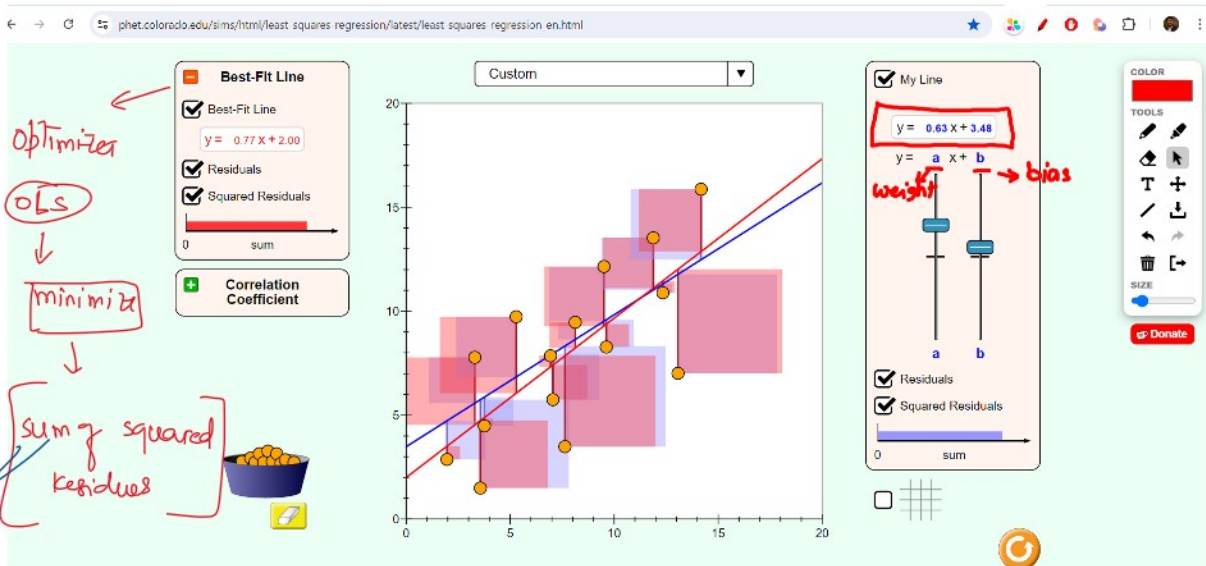 phet.colorado.edu/sims/html/least squares regression/latest/least squares regression en.html
Best-Fit Line
Best-Fit Line
y = 0.77 x + 2.00
Residuals
Squared Residuals
0
sum
Correlation
Coefficient
Optimizer
OLS
minimize
sum of squared
residues
Custom
20
15
10
5
0
0
5
10
15
20
My Line
y = 0.63 x + 3.48
y = a x + b
weight
bias
a b
Residuals
Squared Residuals
0
sum
COLOR
TOOLS
T
SIZE
Donate